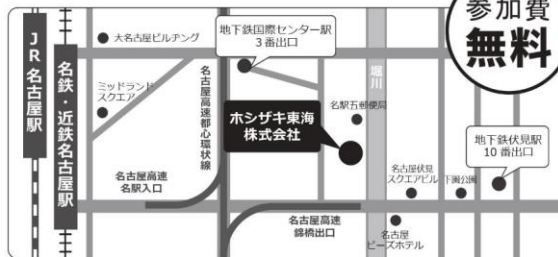 参加費
無料
JR名古屋駅
名鉄・近鉄名古屋駅
大名古屋ビルヂング
地下鉄国際センター駅
3番出口
ミッドランド
スクエア
名古屋高速都心環状線
堀川
名駅五郵便局
ホシザキ東海
株式会社
地下鉄伏見駅
10番出口
名古屋高速
名駅入口
名古屋伏見
スクエアビル
下園公園
名古屋高速
錦橋出口
名古屋
ビーズホテル